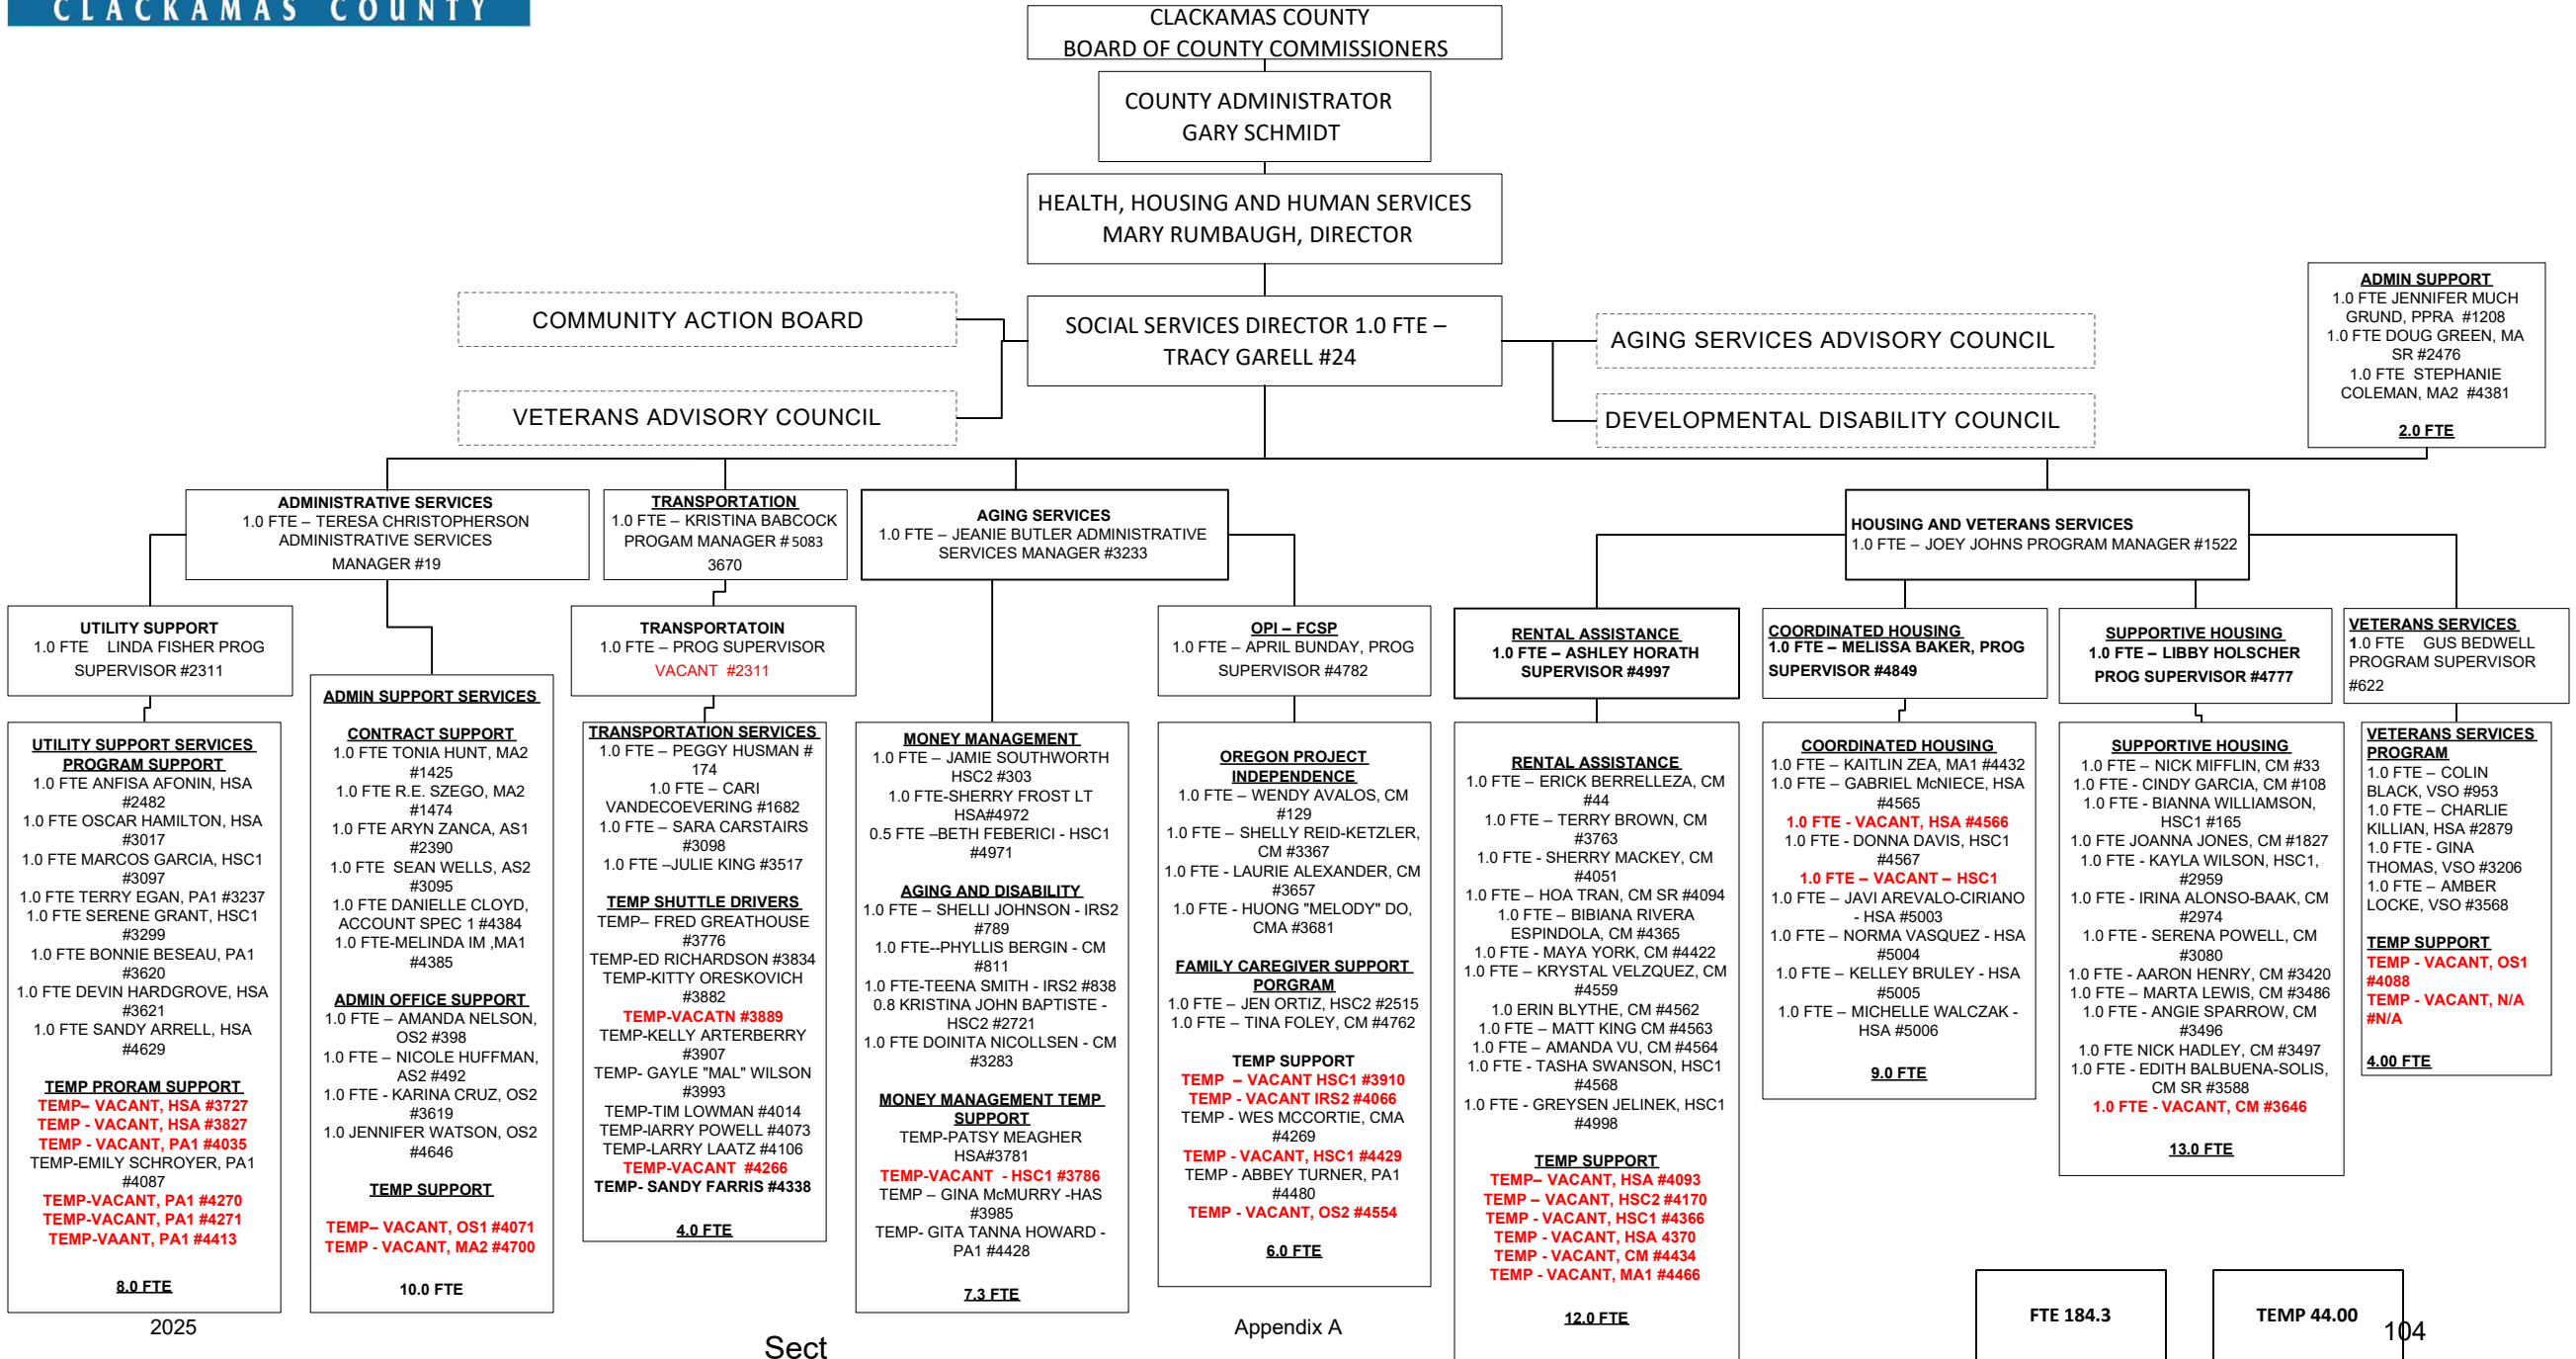 CLACKAMAS COUNTY
CLACKAMAS COUNTY
BOARD OF COUNTY COMMISSIONERS
COUNTY ADMINISTRATOR
GARY SCHMIDT
HEALTH, HOUSING AND HUMAN SERVICES
MARY RUMBAUGH, DIRECTOR
SOCIAL SERVICES DIRECTOR 1.0 FTE –
TRACY GARELL #24
COMMUNITY ACTION BOARD
VETERANS ADVISORY COUNCIL
AGING SERVICES ADVISORY COUNCIL
DEVELOPMENTAL DISABILITY COUNCIL
ADMIN SUPPORT
1.0 FTE JENNIFER MUCH
GRUND, PPRA #1208
1.0 FTE DOUG GREEN, MA
SR #2476
1.0 FTE STEPHANIE
COLEMAN, MA2 #4381
2.0 FTE
ADMINISTRATIVE SERVICES
1.0 FTE – TERESA CHRISTOPHERSON
ADMINISTRATIVE SERVICES
MANAGER #19
TRANSPORTATION
1.0 FTE – KRISTINA BABCOCK
PROGAM MANAGER # 5083
3670
AGING SERVICES
1.0 FTE – JEANIE BUTLER ADMINISTRATIVE
SERVICES MANAGER #3233
HOUSING AND VETERANS SERVICES
1.0 FTE – JOEY JOHNS PROGRAM MANAGER #1522
UTILITY SUPPORT
1.0 FTE LINDA FISHER PROG
SUPERVISOR #2311
TRANSPORTATOIN
1.0 FTE – PROG SUPERVISOR
VACANT #2311
OPI – FCSP
1.0 FTE – APRIL BUNDAY, PROG
SUPERVISOR #4782
RENTAL ASSISTANCE
1.0 FTE – ASHLEY HORATH
SUPERVISOR #4997
COORDINATED HOUSING
1.0 FTE – MELISSA BAKER, PROG
SUPERVISOR #4849
SUPPORTIVE HOUSING
1.0 FTE – LIBBY HOLSCHER
PROG SUPERVISOR #4777
VETERANS SERVICES
1.0 FTE GUS BEDWELL
PROGRAM SUPERVISOR
#622
UTILITY SUPPORT SERVICES
PROGRAM SUPPORT
1.0 FTE ANFISA AFONIN, HSA
#2482
1.0 FTE OSCAR HAMILTON, HSA
#3017
1.0 FTE MARCOS GARCIA, HSC1
#3097
1.0 FTE TERRY EGAN, PA1 #3237
1.0 FTE SERENE GRANT, HSC1
#3299
1.0 FTE BONNIE BESEAU, PA1
#3620
1.0 FTE DEVIN HARDGROVE, HSA
#3621
1.0 FTE SANDY ARRELL, HSA
#4629
TEMP PRORAM SUPPORT
TEMP– VACANT, HSA #3727
TEMP - VACANT, HSA #3827
TEMP - VACANT, PA1 #4035
TEMP-EMILY SCHROYER, PA1
#4087
TEMP-VACANT, PA1 #4270
TEMP-VACANT, PA1 #4271
TEMP-VAANT, PA1 #4413
8.0 FTE
ADMIN SUPPORT SERVICES
CONTRACT SUPPORT
1.0 FTE TONIA HUNT, MA2
#1425
1.0 FTE R.E. SZEGO, MA2
#1474
1.0 FTE ARYN ZANCA, AS1
#2390
1.0 FTE SEAN WELLS, AS2
#3095
1.0 FTE DANIELLE CLOYD,
ACCOUNT SPEC 1 #4384
1.0 FTE-MELINDA IM ,MA1
#4385
ADMIN OFFICE SUPPORT
1.0 FTE – AMANDA NELSON,
OS2 #398
1.0 FTE – NICOLE HUFFMAN,
AS2 #492
1.0 FTE - KARINA CRUZ, OS2
#3619
1.0 JENNIFER WATSON, OS2
#4646
TEMP SUPPORT
TEMP– VACANT, OS1 #4071
TEMP - VACANT, MA2 #4700
10.0 FTE
TRANSPORTATION SERVICES
1.0 FTE – PEGGY HUSMAN #
174
1.0 FTE – CARI
VANDECOEVERING #1682
1.0 FTE – SARA CARSTAIRS
#3098
1.0 FTE –JULIE KING #3517
TEMP SHUTTLE DRIVERS
TEMP– FRED GREATHOUSE
#3776
TEMP-ED RICHARDSON #3834
TEMP-KITTY ORESKOVICH
#3882
TEMP-VACATN #3889
TEMP-KELLY ARTERBERRY
#3907
TEMP- GAYLE "MAL" WILSON
#3993
TEMP-TIM LOWMAN #4014
TEMP-lARRY POWELL #4073
TEMP-LARRY LAATZ #4106
TEMP-VACANT #4266
TEMP- SANDY FARRIS #4338
4.0 FTE
MONEY MANAGEMENT
1.0 FTE – JAMIE SOUTHWORTH
HSC2 #303
1.0 FTE-SHERRY FROST LT
HSA#4972
0.5 FTE –BETH FEBERICI - HSC1
#4971
AGING AND DISABILITY
1.0 FTE – SHELLI JOHNSON - IRS2
#789
1.0 FTE--PHYLLIS BERGIN - CM
#811
1.0 FTE-TEENA SMITH - IRS2 #838
0.8 KRISTINA JOHN BAPTISTE -
HSC2 #2721
1.0 FTE DOINITA NICOLLSEN - CM
#3283
MONEY MANAGEMENT TEMP
SUPPORT
TEMP-PATSY MEAGHER
HSA#3781
TEMP-VACANT - HSC1 #3786
TEMP – GINA McMURRY -HAS
#3985
TEMP- GITA TANNA HOWARD -
PA1 #4428
7.3 FTE
OREGON PROJECT
INDEPENDENCE
1.0 FTE – WENDY AVALOS, CM
#129
1.0 FTE – SHELLY REID-KETZLER,
CM #3367
1.0 FTE - LAURIE ALEXANDER, CM
#3657
1.0 FTE - HUONG "MELODY" DO,
CMA #3681
FAMILY CAREGIVER SUPPORT
PORGRAM
1.0 FTE – JEN ORTIZ, HSC2 #2515
1.0 FTE – TINA FOLEY, CM #4762
TEMP SUPPORT
TEMP – VACANT HSC1 #3910
TEMP - VACANT IRS2 #4066
TEMP - WES MCCORTIE, CMA
#4269
TEMP - VACANT, HSC1 #4429
TEMP - ABBEY TURNER, PA1
#4480
TEMP - VACANT, OS2 #4554
6.0 FTE
RENTAL ASSISTANCE
1.0 FTE – ERICK BERRELLEZA, CM
#44
1.0 FTE – TERRY BROWN, CM
#3763
1.0 FTE - SHERRY MACKEY, CM
#4051
1.0 FTE – HOA TRAN, CM SR #4094
1.0 FTE – BIBIANA RIVERA
ESPINDOLA, CM #4365
1.0 FTE - MAYA YORK, CM #4422
1.0 FTE – KRYSTAL VELZQUEZ, CM
#4559
1.0 ERIN BLYTHE, CM #4562
1.0 FTE – MATT KING CM #4563
1.0 FTE – AMANDA VU, CM #4564
1.0 FTE - TASHA SWANSON, HSC1
#4568
1.0 FTE - GREYSEN JELINEK, HSC1
#4998
TEMP SUPPORT
TEMP– VACANT, HSA #4093
TEMP – VACANT, HSC2 #4170
TEMP - VACANT, HSC1 #4366
TEMP - VACANT, HSA 4370
TEMP - VACANT, CM #4434
TEMP - VACANT, MA1 #4466
12.0 FTE
COORDINATED HOUSING
1.0 FTE – KAITLIN ZEA, MA1 #4432
1.0 FTE – GABRIEL McNIECE, HSA
#4565
1.0 FTE - VACANT, HSA #4566
1.0 FTE - DONNA DAVIS, HSC1
#4567
1.0 FTE – VACANT – HSC1
1.0 FTE – JAVI AREVALO-CIRIANO
- HSA #5003
1.0 FTE – NORMA VASQUEZ - HSA
#5004
1.0 FTE – KELLEY BRULEY - HSA
#5005
1.0 FTE – MICHELLE WALCZAK -
HSA #5006
9.0 FTE
SUPPORTIVE HOUSING
1.0 FTE – NICK MIFFLIN, CM #33
1.0 FTE - CINDY GARCIA, CM #108
1.0 FTE - BIANNA WILLIAMSON,
HSC1 #165
1.0 FTE JOANNA JONES, CM #1827
1.0 FTE - KAYLA WILSON, HSC1,
#2959
1.0 FTE - IRINA ALONSO-BAAK, CM
#2974
1.0 FTE - SERENA POWELL, CM
#3080
1.0 FTE - AARON HENRY, CM #3420
1.0 FTE – MARTA LEWIS, CM #3486
1.0 FTE - ANGIE SPARROW, CM
#3496
1.0 FTE NICK HADLEY, CM #3497
1.0 FTE - EDITH BALBUENA-SOLIS,
CM SR #3588
1.0 FTE - VACANT, CM #3646
13.0 FTE
VETERANS SERVICES
PROGRAM
1.0 FTE – COLIN
BLACK, VSO #953
1.0 FTE – CHARLIE
KILLIAN, HSA #2879
1.0 FTE - GINA
THOMAS, VSO #3206
1.0 FTE – AMBER
LOCKE, VSO #3568
TEMP SUPPORT
TEMP - VACANT, OS1
#4088
TEMP - VACANT, N/A
#N/A
4.00 FTE
FTE 184.3
TEMP 44.00
2025
Sect
Appendix A
104